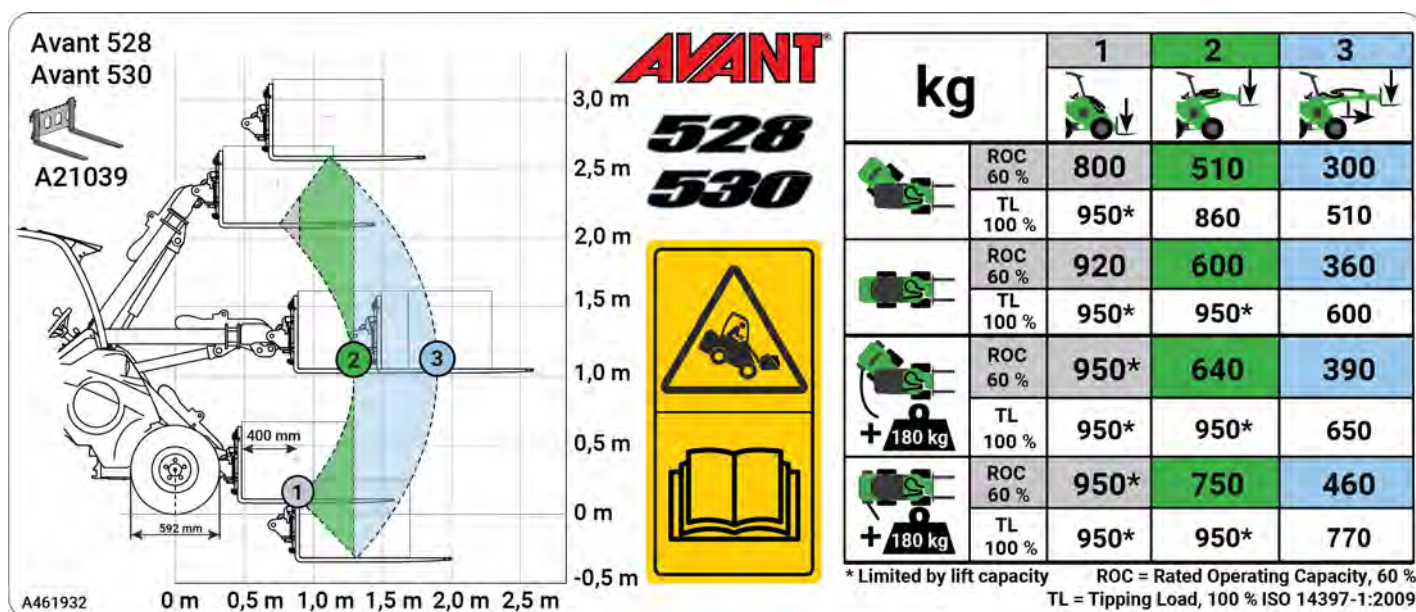 Avant 528
Avant 530
A21039
3,0 m
2,5 m
2,0 m
1,5 m
1,0 m
0,5 m
0 m
-0,5 m
2
3
400 mm
1
592 mm
A461932
0 m 0,5 m 1,0 m 1,5 m 2,0 m 2,5 m
AVANT®
528
530
kg 1 2 3
ROC 60 % 800 510 300
TL 100 % 950* 860 510
ROC 60 % 920 600 360
TL 100 % 950* 950* 600
ROC 60 % 950* 640 390
+ 180 kg TL 100 % 950* 950* 650
ROC 60 % 950* 750 460
+ 180 kg TL 100 % 950* 950* 770
* Limited by lift capacity ROC = Rated Operating Capacity, 60 %
TL = Tipping Load, 100 % ISO 14397-1:2009